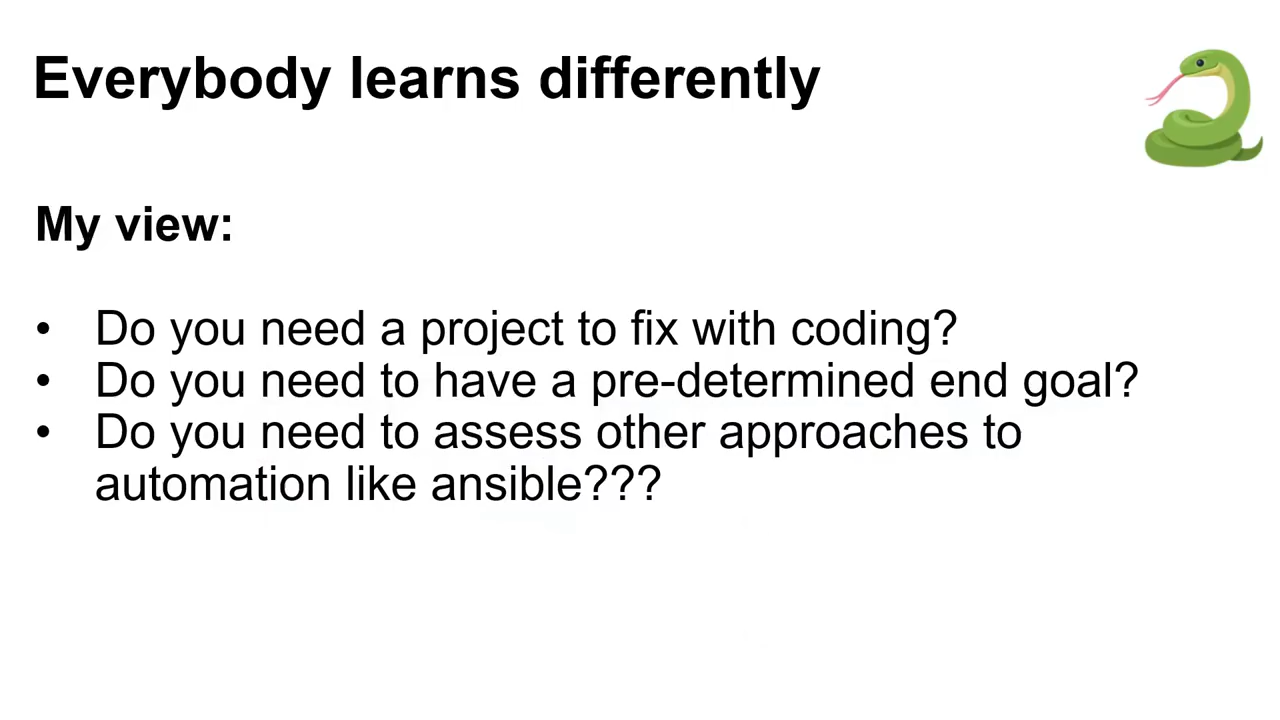 Everybody learns differently
My view:
• Do you need a project to fix with coding?
• Do you need to have a pre-determined end goal?
• Do you need to assess other approaches to
automation like ansible???